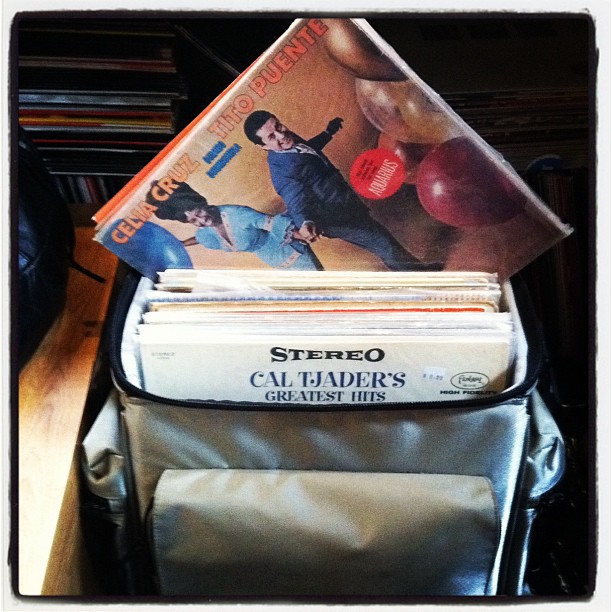 CELIA CRUZ TITO PUENTE
AQUARIUS
STEREO
CAL TJADER'S
GREATEST HITS
HIGH FIDELITY